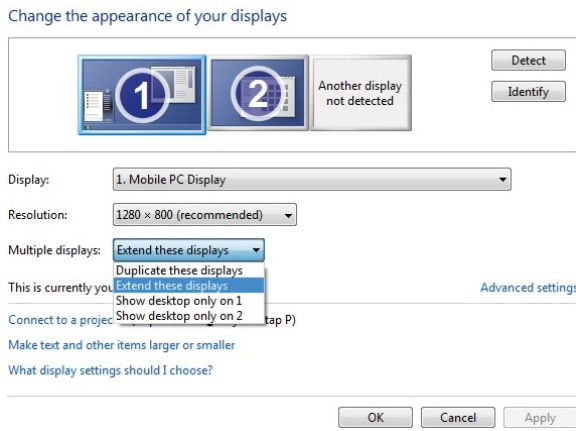 Change the appearance of your displays
1
2
Another display
not detected
Detect
Identify
Display: 1. Mobile PC Display
Resolution: 1280 × 800 (recommended)
Multiple displays: Extend these displays
Duplicate these displays
Extend these displays
Show desktop only on 1
Show desktop only on 2
This is currently you
Advanced settings
Connect to a projec tap P)
Make text and other items larger or smaller
What display settings should I choose?
OK Cancel Apply